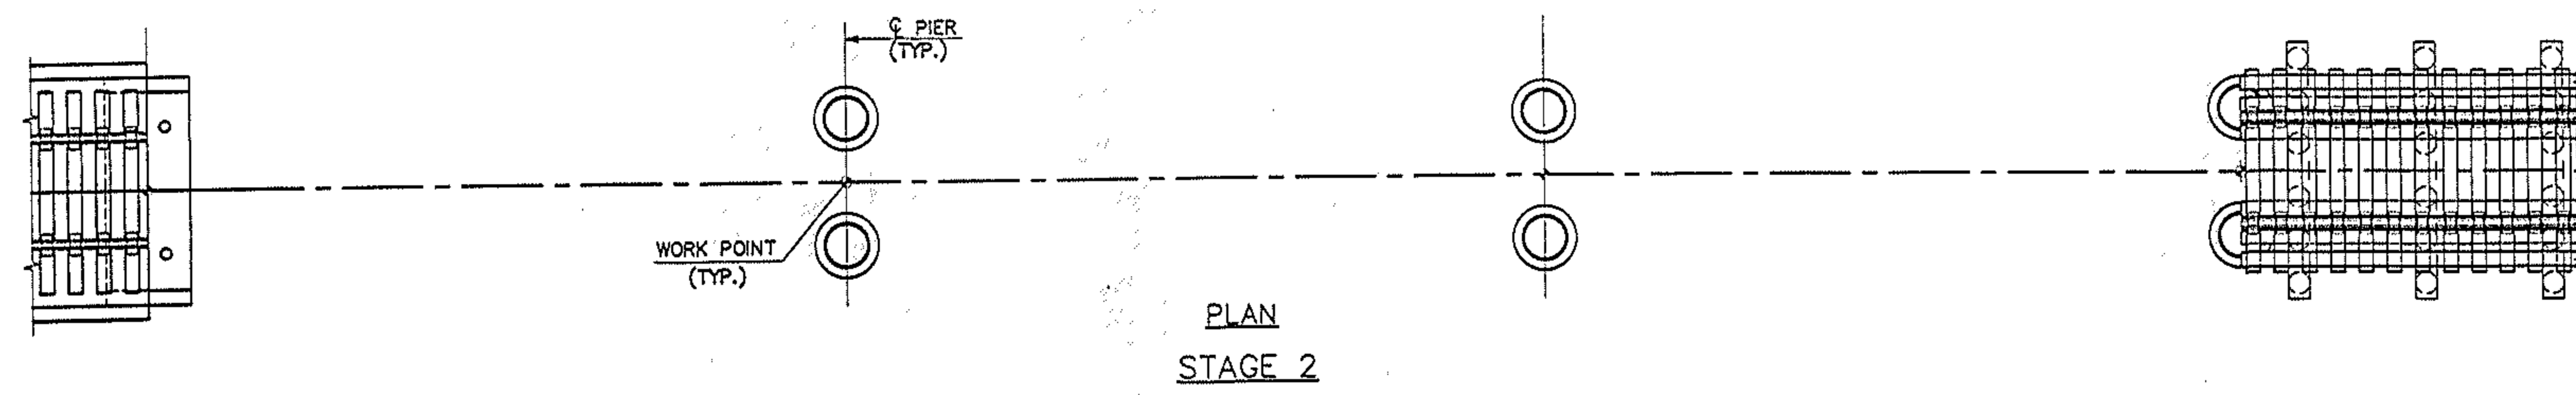 ℄ PIER
(TYP.)
WORK POINT
(TYP.)
PLAN
STAGE 2